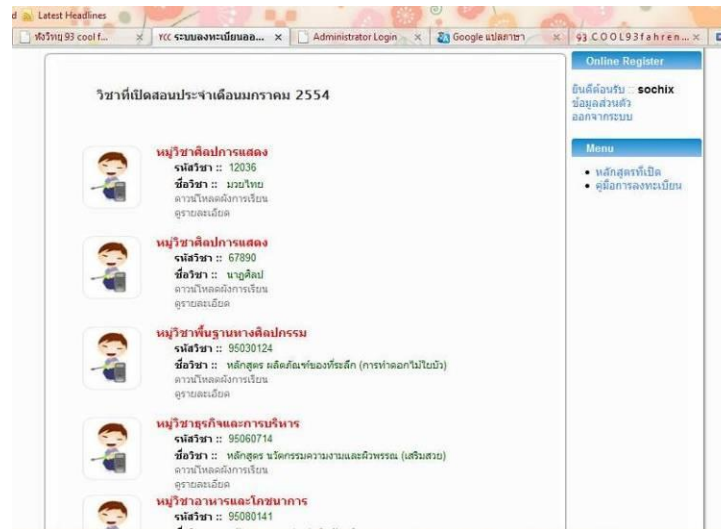 d Latest Headlines
ฟังวิทยุ 93 cool f...
YCC ระบบลงทะเบียนออ...
Administrator Login
Google แปลภาษา
93 C O O L 9 3 f a h r e n ...
วิชาที่เปิดสอนประจำเดือนมกราคม 2554
หมู่วิชาศิลปการแสดง
รหัสวิชา :: 12036
ชื่อวิชา :: มวยไทย
ดาวน์โหลดผังการเรียน
ดูรายละเอียด
หมู่วิชาศิลปการแสดง
รหัสวิชา :: 67890
ชื่อวิชา :: นาฏศิลป
ดาวน์โหลดผังการเรียน
ดูรายละเอียด
หมู่วิชาพื้นฐานทางศิลปกรรม
รหัสวิชา :: 95030124
ชื่อวิชา :: หลักสูตร ผลิตภัณฑ์ของที่ระลึก (การทำดอกไม้ใยบัว)
ดาวน์โหลดผังการเรียน
ดูรายละเอียด
หมู่วิชาธุรกิจและการบริหาร
รหัสวิชา :: 95060714
ชื่อวิชา :: หลักสูตร นวัตกรรมความงามและผิวพรรณ (เสริมสวย)
ดาวน์โหลดผังการเรียน
ดูรายละเอียด
หมู่วิชาอาหารและโภชนาการ
รหัสวิชา :: 95080141
Online Register
ยินดีต้อนรับ :: sochix
ข้อมูลส่วนตัว
ออกจากระบบ
Menu
หลักสูตรที่เปิด
คู่มือการลงทะเบียน